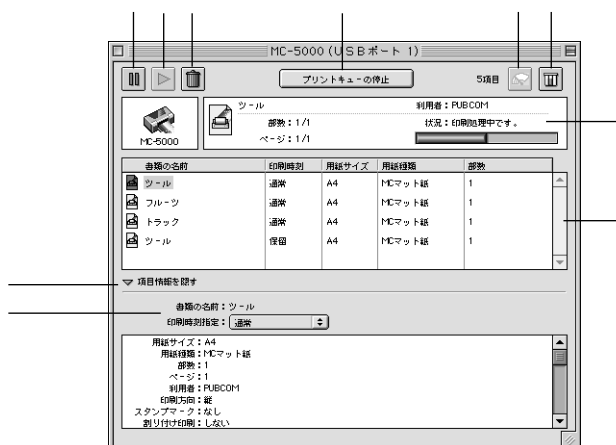 MC-5000 (USBポート 1)
プリントキューの停止
5項目
MC-5000
ツール
利用者：PUBCOM
部数：1/1
状況：印刷処理中です。
ページ：1/1
書類の名前 印刷時刻 用紙サイズ 用紙種類 部数
ツール 通常 A4 MCマット紙 1
フルーツ 通常 A4 MCマット紙 1
トラック 通常 A4 MCマット紙 1
ツール 保留 A4 MCマット紙 1
項目情報を隠す
書類の名前：ツール
印刷時刻指定：通常
用紙サイズ：A4
用紙種類：MCマット紙
部数：1
ページ：1
利用者：PUBCOM
印刷方向：縦
スタンプマーク：なし
割り付け印刷：しない